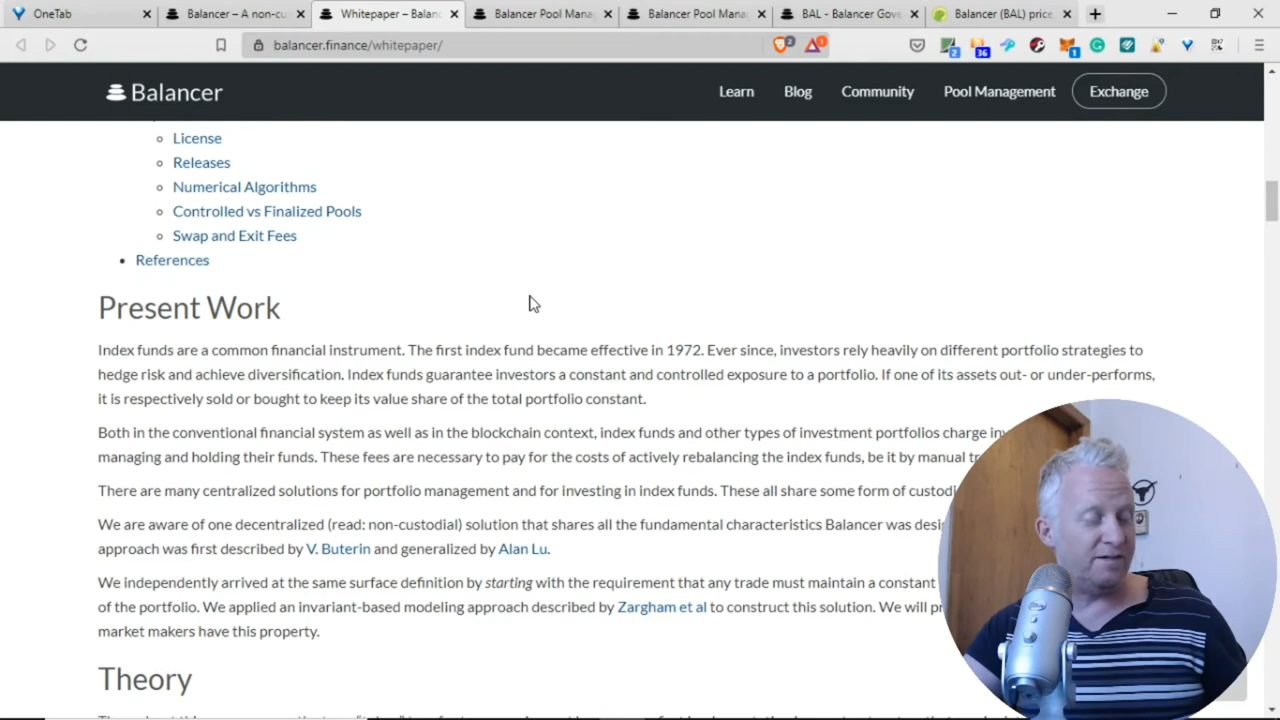 OneTab
Balancer – A non-cu
Whitepaper – Balanc
Balancer Pool Mana
Balancer Pool Mana
BAL - Balancer Gov
Balancer (BAL) price
balancer.finance/whitepaper/
2
1
2
36
1
Balancer
Learn
Blog
Community
Pool Management
Exchange
License
Releases
Numerical Algorithms
Controlled vs Finalized Pools
Swap and Exit Fees
References
Present Work
Index funds are a common financial instrument. The first index fund became effective in 1972. Ever since, investors rely heavily on different portfolio strategies to
hedge risk and achieve diversification. Index funds guarantee investors a constant and controlled exposure to a portfolio. If one of its assets out- or under-performs,
it is respectively sold or bought to keep its value share of the total portfolio constant.
Both in the conventional financial system as well as in the blockchain context, index funds and other types of investment portfolios charge
managing and holding their funds. These fees are necessary to pay for the costs of actively rebalancing the index funds, be it by manual
There are many centralized solutions for portfolio management and for investing in index funds. These all share some form of
We are aware of one decentralized (read: non-custodial) solution that shares all the fundamental characteristics Balancer was
approach was first described by V. Buterin and generalized by Alan Lu.
We independently arrived at the same surface definition by starting with the requirement that any trade must maintain a constant
of the portfolio. We applied an invariant-based modeling approach described by Zargham et al to construct this solution. We will
market makers have this property.
Theory